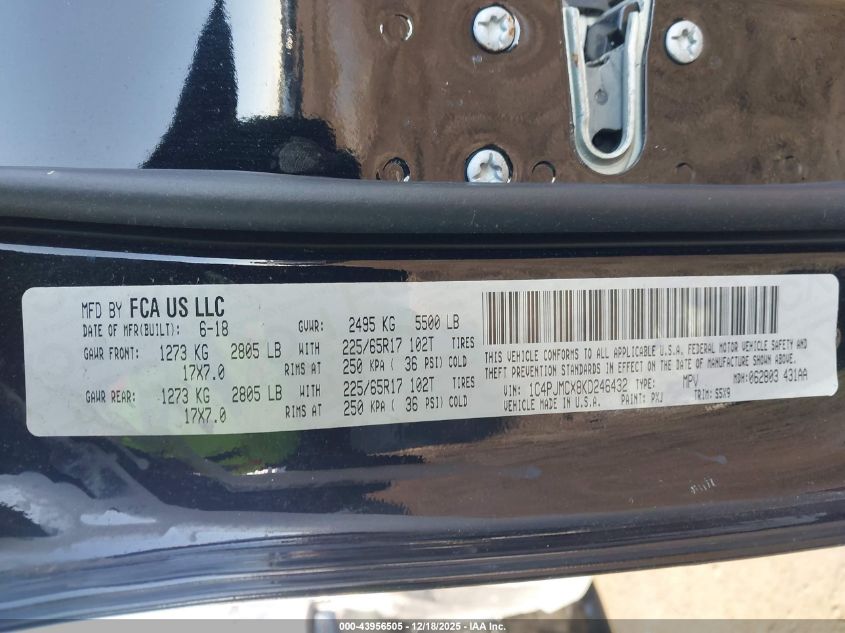 MFD BY FCA US LLC
DATE OF MFR(BUILT): 6-18 GVWR: 2495 KG 5500 LB
GAWR FRONT: 1273 KG 2805 LB WITH 225/65R17 102T TIRES
17X7.0 RIMS AT 250 KPA ( 36 PSI) COLD
GAWR REAR: 1273 KG 2805 LB WITH 225/65R17 102T TIRES
17X7.0 RIMS AT 250 KPA ( 36 PSI) COLD
THIS VEHICLE CONFORMS TO ALL APPLICABLE U.S.A. FEDERAL MOTOR VEHICLE SAFETY AND
THEFT PREVENTION STANDARDS IN EFFECT ON THE DATE OF MANUFACTURE SHOWN ABOVE.
VIN: 1C4PJMCX8KD246432 TYPE: MPV MDH: 062803 431AA
VEHICLE MADE IN U.S.A. PAINT: PXJ TRIM: S5X9
000-43956505 - 12/18/2025 - IAA Inc.